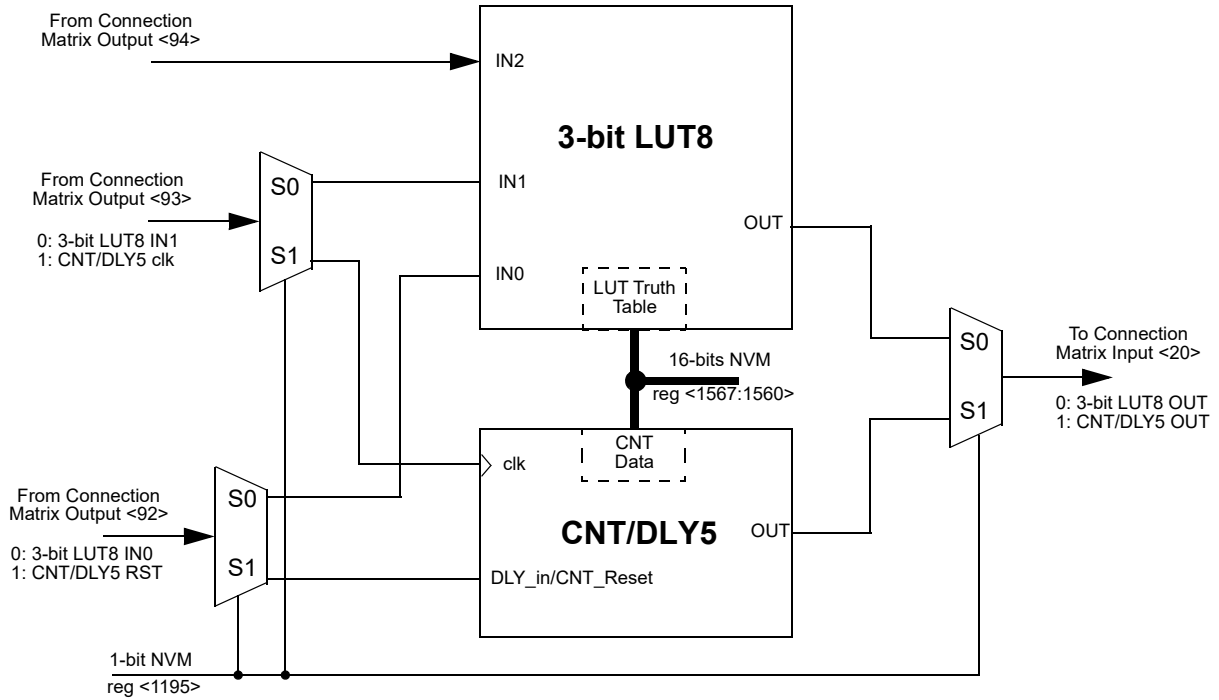 From Connection
Matrix Output <94>
IN2
3-bit LUT8
From Connection
Matrix Output <93>
0: 3-bit LUT8 IN1
1: CNT/DLY5 clk
S0
S1
IN1
IN0
OUT
LUT Truth
Table
16-bits NVM
reg <1567:1560>
S0
S1
To Connection
Matrix Input <20>
0: 3-bit LUT8 OUT
1: CNT/DLY5 OUT
CNT
Data
clk
CNT/DLY5
OUT
DLY_in/CNT_Reset
From Connection
Matrix Output <92>
0: 3-bit LUT8 IN0
1: CNT/DLY5 RST
S0
S1
1-bit NVM
reg <1195>